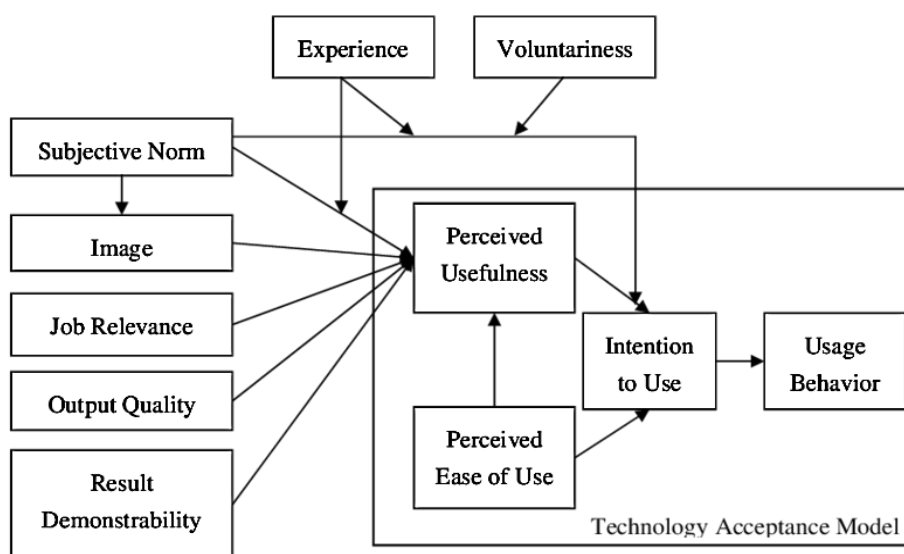 Experience
Voluntariness
Subjective Norm
Image
Job Relevance
Output Quality
Result
Demonstrability
Perceived
Usefulness
Perceived
Ease of Use
Intention
to Use
Usage
Behavior
Technology Acceptance Model